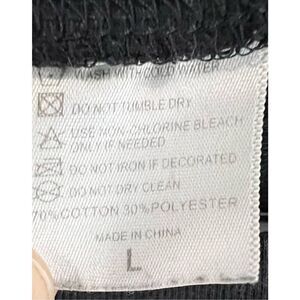 WASH WITH COLD WATER
DO NOT TUMBLE DRY
USE NON-CHLORINE BLEACH
ONLY IF NEEDED
DO NOT IRON IF DECORATED
DO NOT DRY CLEAN
70%COTTON 30%POLYESTER
MADE IN CHINA
L